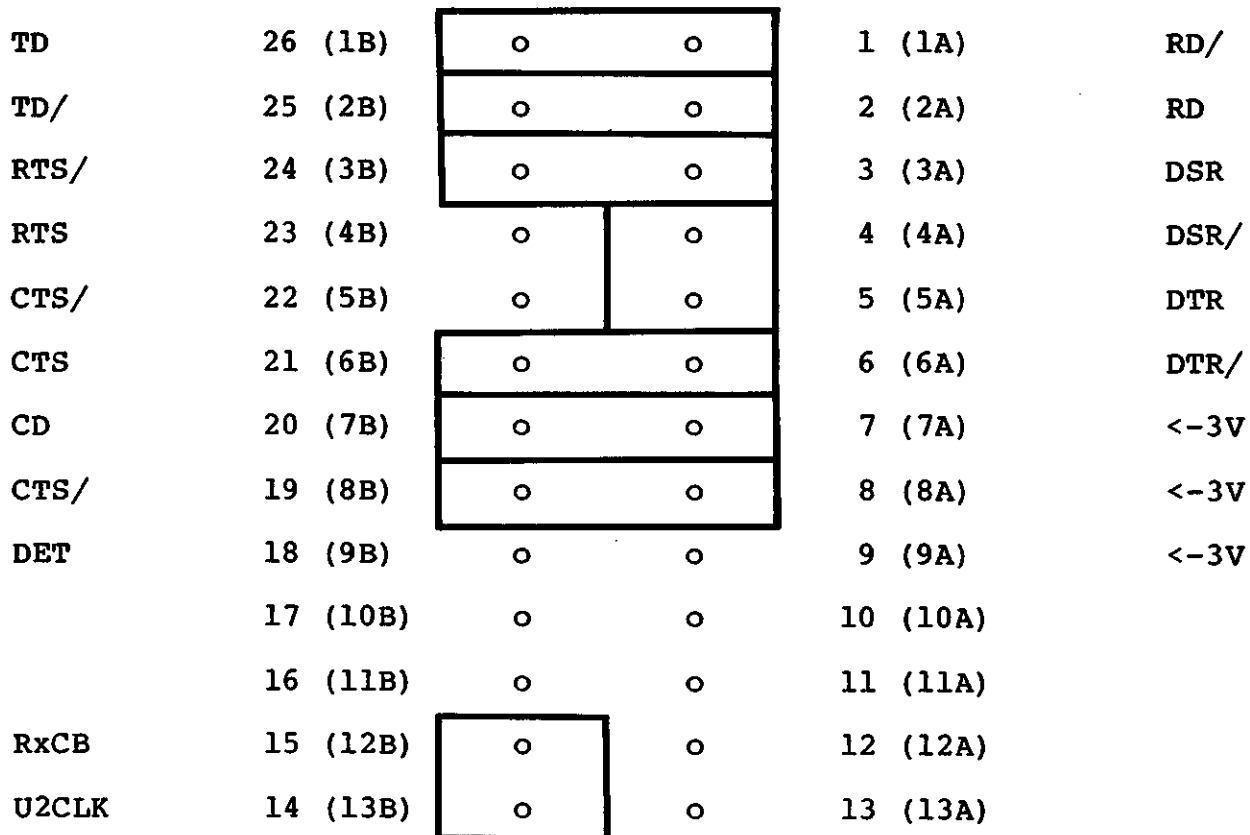 TD 26 (1B) 1 (1A) RD/
TD/ 25 (2B) 2 (2A) RD
RTS/ 24 (3B) 3 (3A) DSR
RTS 23 (4B) 4 (4A) DSR/
CTS/ 22 (5B) 5 (5A) DTR
CTS 21 (6B) 6 (6A) DTR/
CD 20 (7B) 7 (7A) <-3V
CTS/ 19 (8B) 8 (8A) <-3V
DET 18 (9B) 9 (9A) <-3V
17 (10B) 10 (10A)
16 (11B) 11 (11A)
RxCB 15 (12B) 12 (12A)
U2CLK 14 (13B) 13 (13A)